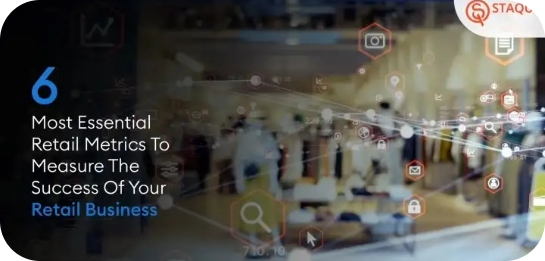 STAQU
6
Most Essential
Retail Metrics To
Measure The
Success Of Your
Retail Business